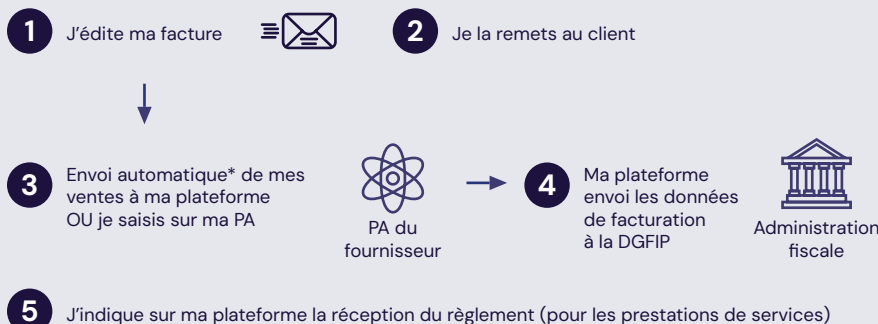 1 J'édite ma facture
2 Je la remets au client
3 Envoi automatique* de mes
ventes à ma plateforme
OU je saisis sur ma PA
PA du
fournisseur
4 Ma plateforme
envoi les données
de facturation
à la DGFIP
Administration
fiscale
5 J'indique sur ma plateforme la réception du règlement (pour les prestations de services)